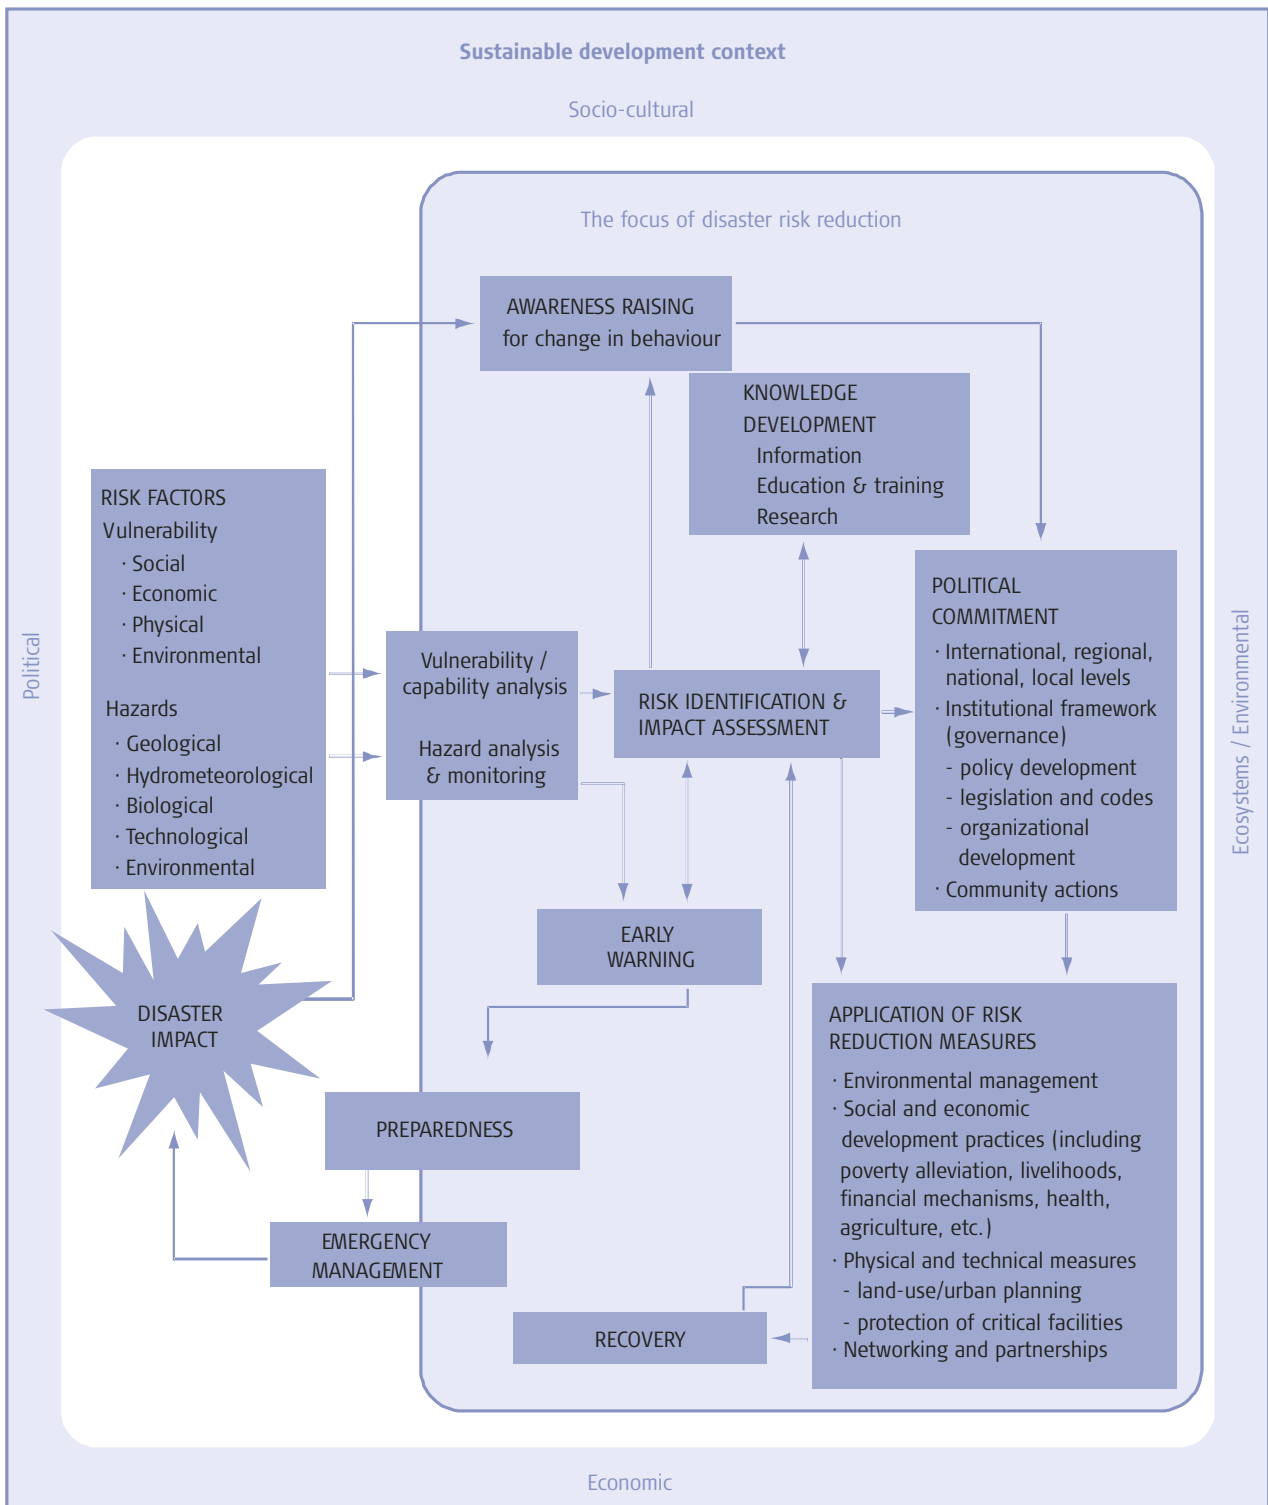 Sustainable development context
Socio-cultural
The focus of disaster risk reduction
AWARENESS RAISING
for change in behaviour
KNOWLEDGE
DEVELOPMENT
Information
Education & training
Research
RISK FACTORS
Vulnerability
· Social
· Economic
· Physical
· Environmental
Hazards
· Geological
· Hydrometeorological
· Biological
· Technological
· Environmental
Political
Vulnerability /
capability analysis
Hazard analysis
& monitoring
RISK IDENTIFICATION &
IMPACT ASSESSMENT
POLITICAL
COMMITMENT
· International, regional,
national, local levels
· Institutional framework
(governance)
- policy development
- legislation and codes
- organizational
development
· Community actions
Ecosystems / Environmental
EARLY
WARNING
DISASTER
IMPACT
PREPAREDNESS
EMERGENCY
MANAGEMENT
RECOVERY
APPLICATION OF RISK
REDUCTION MEASURES
· Environmental management
· Social and economic
development practices (including
poverty alleviation, livelihoods,
financial mechanisms, health,
agriculture, etc.)
· Physical and technical measures
- land-use/urban planning
- protection of critical facilities
· Networking and partnerships
Economic